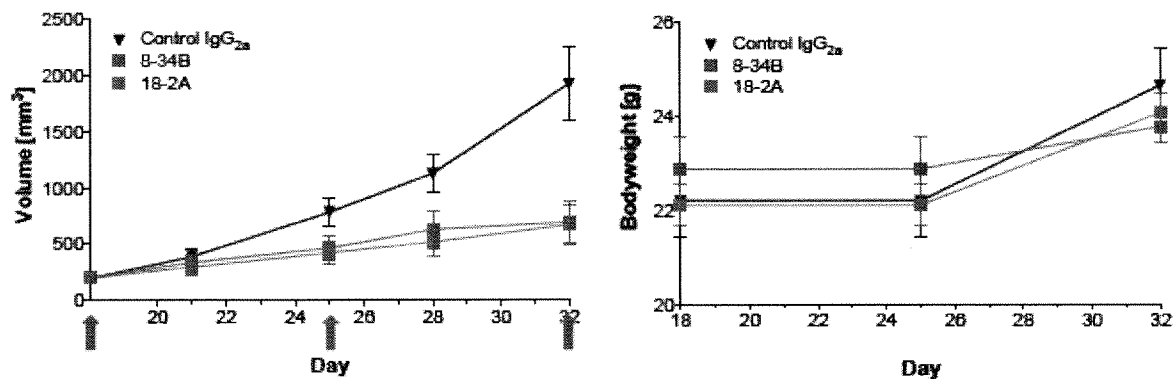 2500
2000
1500
1000
500
0
Volume [mm³]
Control IgG₂ₐ
8-34B
18-2A
20 22 24 26 28 30 32
Day
26
24
22
20
Bodyweight [g]
Control IgG₂ₐ
8-34B
18-2A
18 20 22 24 26 28 30 32
Day